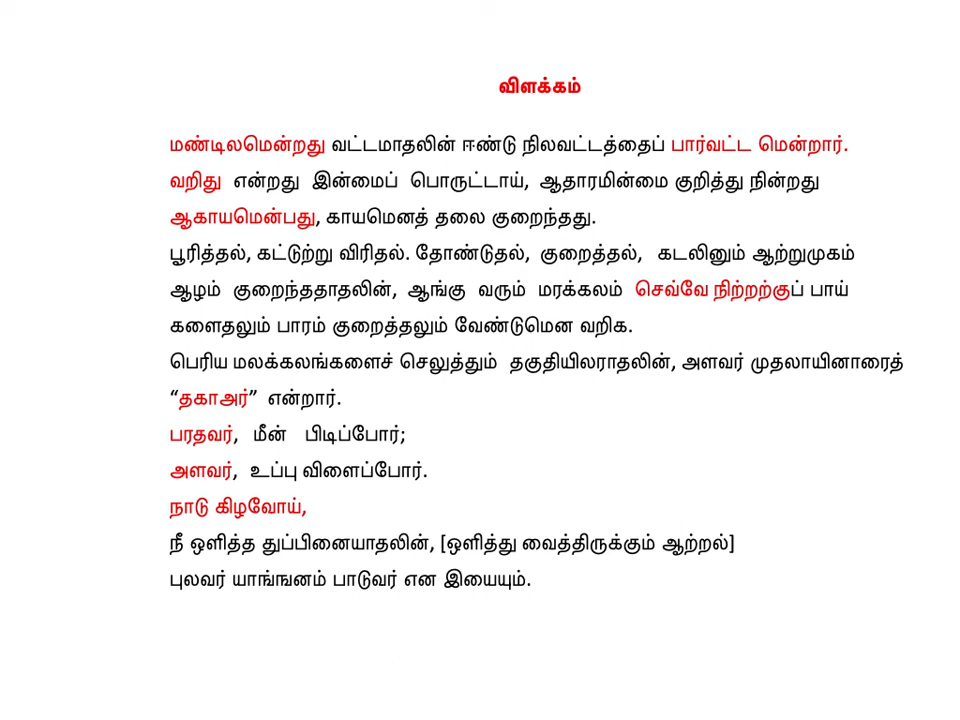 விளக்கம்
மண்டிலமென்றது வட்டமாதலின் ஈண்டு நிலவட்டத்தைப் பார்வட்ட மென்றார்.
வறிது என்றது இன்மைப் பொருட்டாய், ஆதாரமின்மை குறித்து நின்றது
ஆகாயமென்பது, காயமெனத் தலை குறைந்தது.
பூரித்தல், கட்டுற்று விரிதல். தோண்டுதல், குறைத்தல், கடலினும் ஆற்றுமுகம்
ஆழம் குறைந்ததாதலின், ஆங்கு வரும் மரக்கலம் செவ்வே நிற்றற்குப் பாய்
களைதலும் பாரம் குறைத்தலும் வேண்டுமென வறிக.
பெரிய மலக்கலங்களைச் செலுத்தும் தகுதியிலராதலின், அளவர் முதலாயினாரைத்
“தகாஅர்” என்றார்.
பரதவர், மீன் பிடிப்போர்;
அளவர், உப்பு விளைப்போர்.
நாடு கிழவோய்,
நீ ஒளித்த துப்பினையாதலின், [ஒளித்து வைத்திருக்கும் ஆற்றல்]
புலவர் யாங்ஙனம் பாடுவர் என இயையும்.